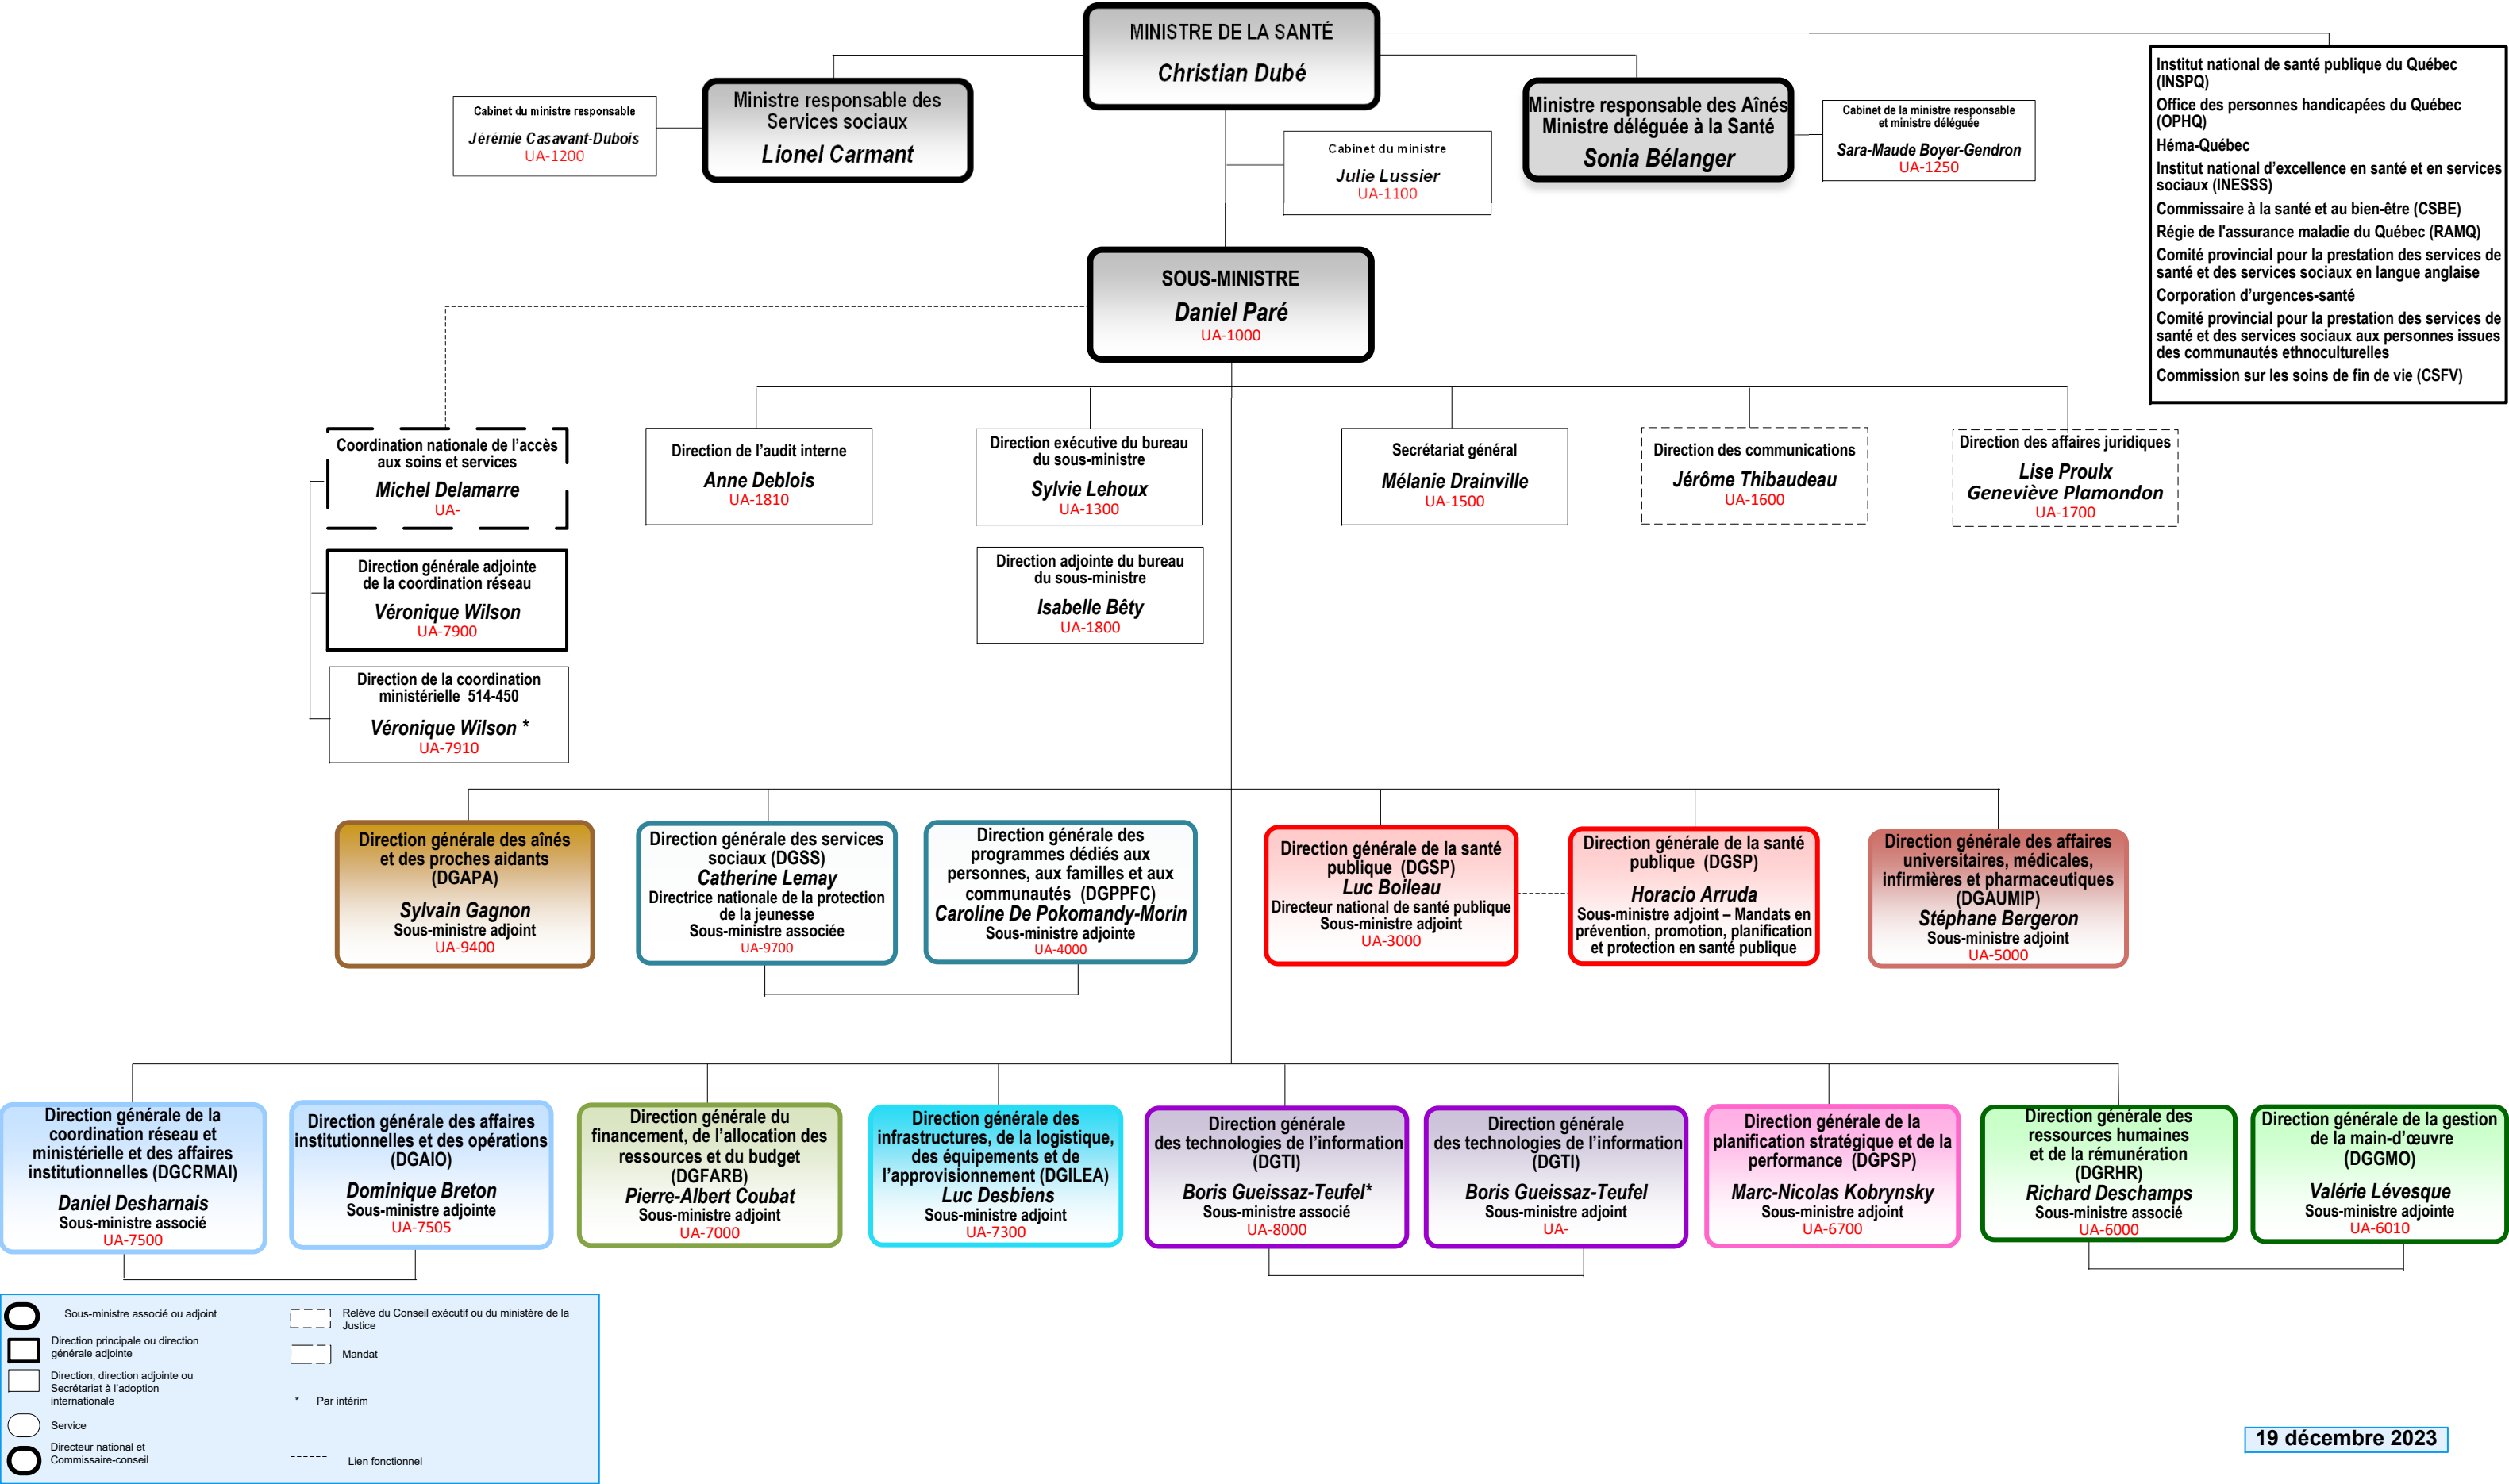 MINISTRE DE LA SANTÉ
Christian Dubé
Cabinet du ministre responsable
Jérémie Casavant-Dubois
UA-1200
Ministre responsable des
Services sociaux
Lionel Carmant
Cabinet du ministre
Julie Lussier
UA-1100
Ministre responsable des Aînés
Ministre déléguée à la Santé
Sonia Bélanger
Cabinet de la ministre responsable
et ministre déléguée
Sara-Maude Boyer-Gendron
UA-1250
Institut national de santé publique du Québec
(INSPQ)
Office des personnes handicapées du Québec
(OPHQ)
Héma-Québec
Institut national d’excellence en santé et en services
sociaux (INESSS)
Commissaire à la santé et au bien-être (CSBE)
Régie de l'assurance maladie du Québec (RAMQ)
Comité provincial pour la prestation des services de
santé et des services sociaux en langue anglaise
Corporation d’urgences-santé
Comité provincial pour la prestation des services de
santé et des services sociaux aux personnes issues
des communautés ethnoculturelles
Commission sur les soins de fin de vie (CSFV)
SOUS-MINISTRE
Daniel Paré
UA-1000
Coordination nationale de l’accès
aux soins et services
Michel Delamarre
UA-
Direction générale adjointe
de la coordination réseau
Véronique Wilson
UA-7900
Direction de la coordination
ministérielle 514-450
Véronique Wilson *
UA-7910
Direction de l’audit interne
Anne Deblois
UA-1810
Direction exécutive du bureau
du sous-ministre
Sylvie Lehoux
UA-1300
Direction adjointe du bureau
du sous-ministre
Isabelle Bêty
UA-1800
Secrétariat général
Mélanie Drainville
UA-1500
Direction des communications
Jérôme Thibaudeau
UA-1600
Direction des affaires juridiques
Lise Proulx
Geneviève Plamondon
UA-1700
Direction générale des aînés
et des proches aidants
(DGAPA)
Sylvain Gagnon
Sous-ministre adjoint
UA-9400
Direction générale des services
sociaux (DGSS)
Catherine Lemay
Directrice nationale de la protection
de la jeunesse
Sous-ministre associée
UA-9700
Direction générale des
programmes dédiés aux
personnes, aux familles et aux
communautés (DGPPFC)
Caroline De Pokomandy-Morin
Sous-ministre adjointe
UA-4000
Direction générale de la santé
publique (DGSP)
Luc Boileau
Directeur national de santé publique
Sous-ministre adjoint
UA-3000
Direction générale de la santé
publique (DGSP)
Horacio Arruda
Sous-ministre adjoint – Mandats en
prévention, promotion, planification
et protection en santé publique
Direction générale des affaires
universitaires, médicales,
infirmières et pharmaceutiques
(DGAUMIP)
Stéphane Bergeron
Sous-ministre adjoint
UA-5000
Direction générale de la
coordination réseau et
ministérielle et des affaires
institutionnelles (DGCRMAI)
Daniel Desharnais
Sous-ministre associé
UA-7500
Direction générale des affaires
institutionnelles et des opérations
(DGAIO)
Dominique Breton
Sous-ministre adjointe
UA-7505
Direction générale du
financement, de l’allocation des
ressources et du budget
(DGFARB)
Pierre-Albert Coubat
Sous-ministre adjoint
UA-7000
Direction générale des
infrastructures, de la logistique,
des équipements et de
l’approvisionnement (DGILEA)
Luc Desbiens
Sous-ministre adjoint
UA-7300
Direction générale
des technologies de l’information
(DGTI)
Boris Gueissaz-Teufel*
Sous-ministre associé
UA-8000
Direction générale
des technologies de l’information
(DGTI)
Boris Gueissaz-Teufel
Sous-ministre adjoint
UA-
Direction générale de la
planification stratégique et de la
performance (DGPSP)
Marc-Nicolas Kobrynsky
Sous-ministre adjoint
UA-6700
Direction générale des
ressources humaines
et de la rémunération
(DGRHR)
Richard Deschamps
Sous-ministre associé
UA-6000
Direction générale de la gestion
de la main-d’œuvre
(DGGMO)
Valérie Lévesque
Sous-ministre adjointe
UA-6010
Sous-ministre associé ou adjoint
Direction principale ou direction
générale adjointe
Direction, direction adjointe ou
Secrétariat à l’adoption
internationale
Service
Directeur national et
Commissaire-conseil
Relève du Conseil exécutif ou du ministère de la
Justice
Mandat
* Par intérim
Lien fonctionnel
19 décembre 2023